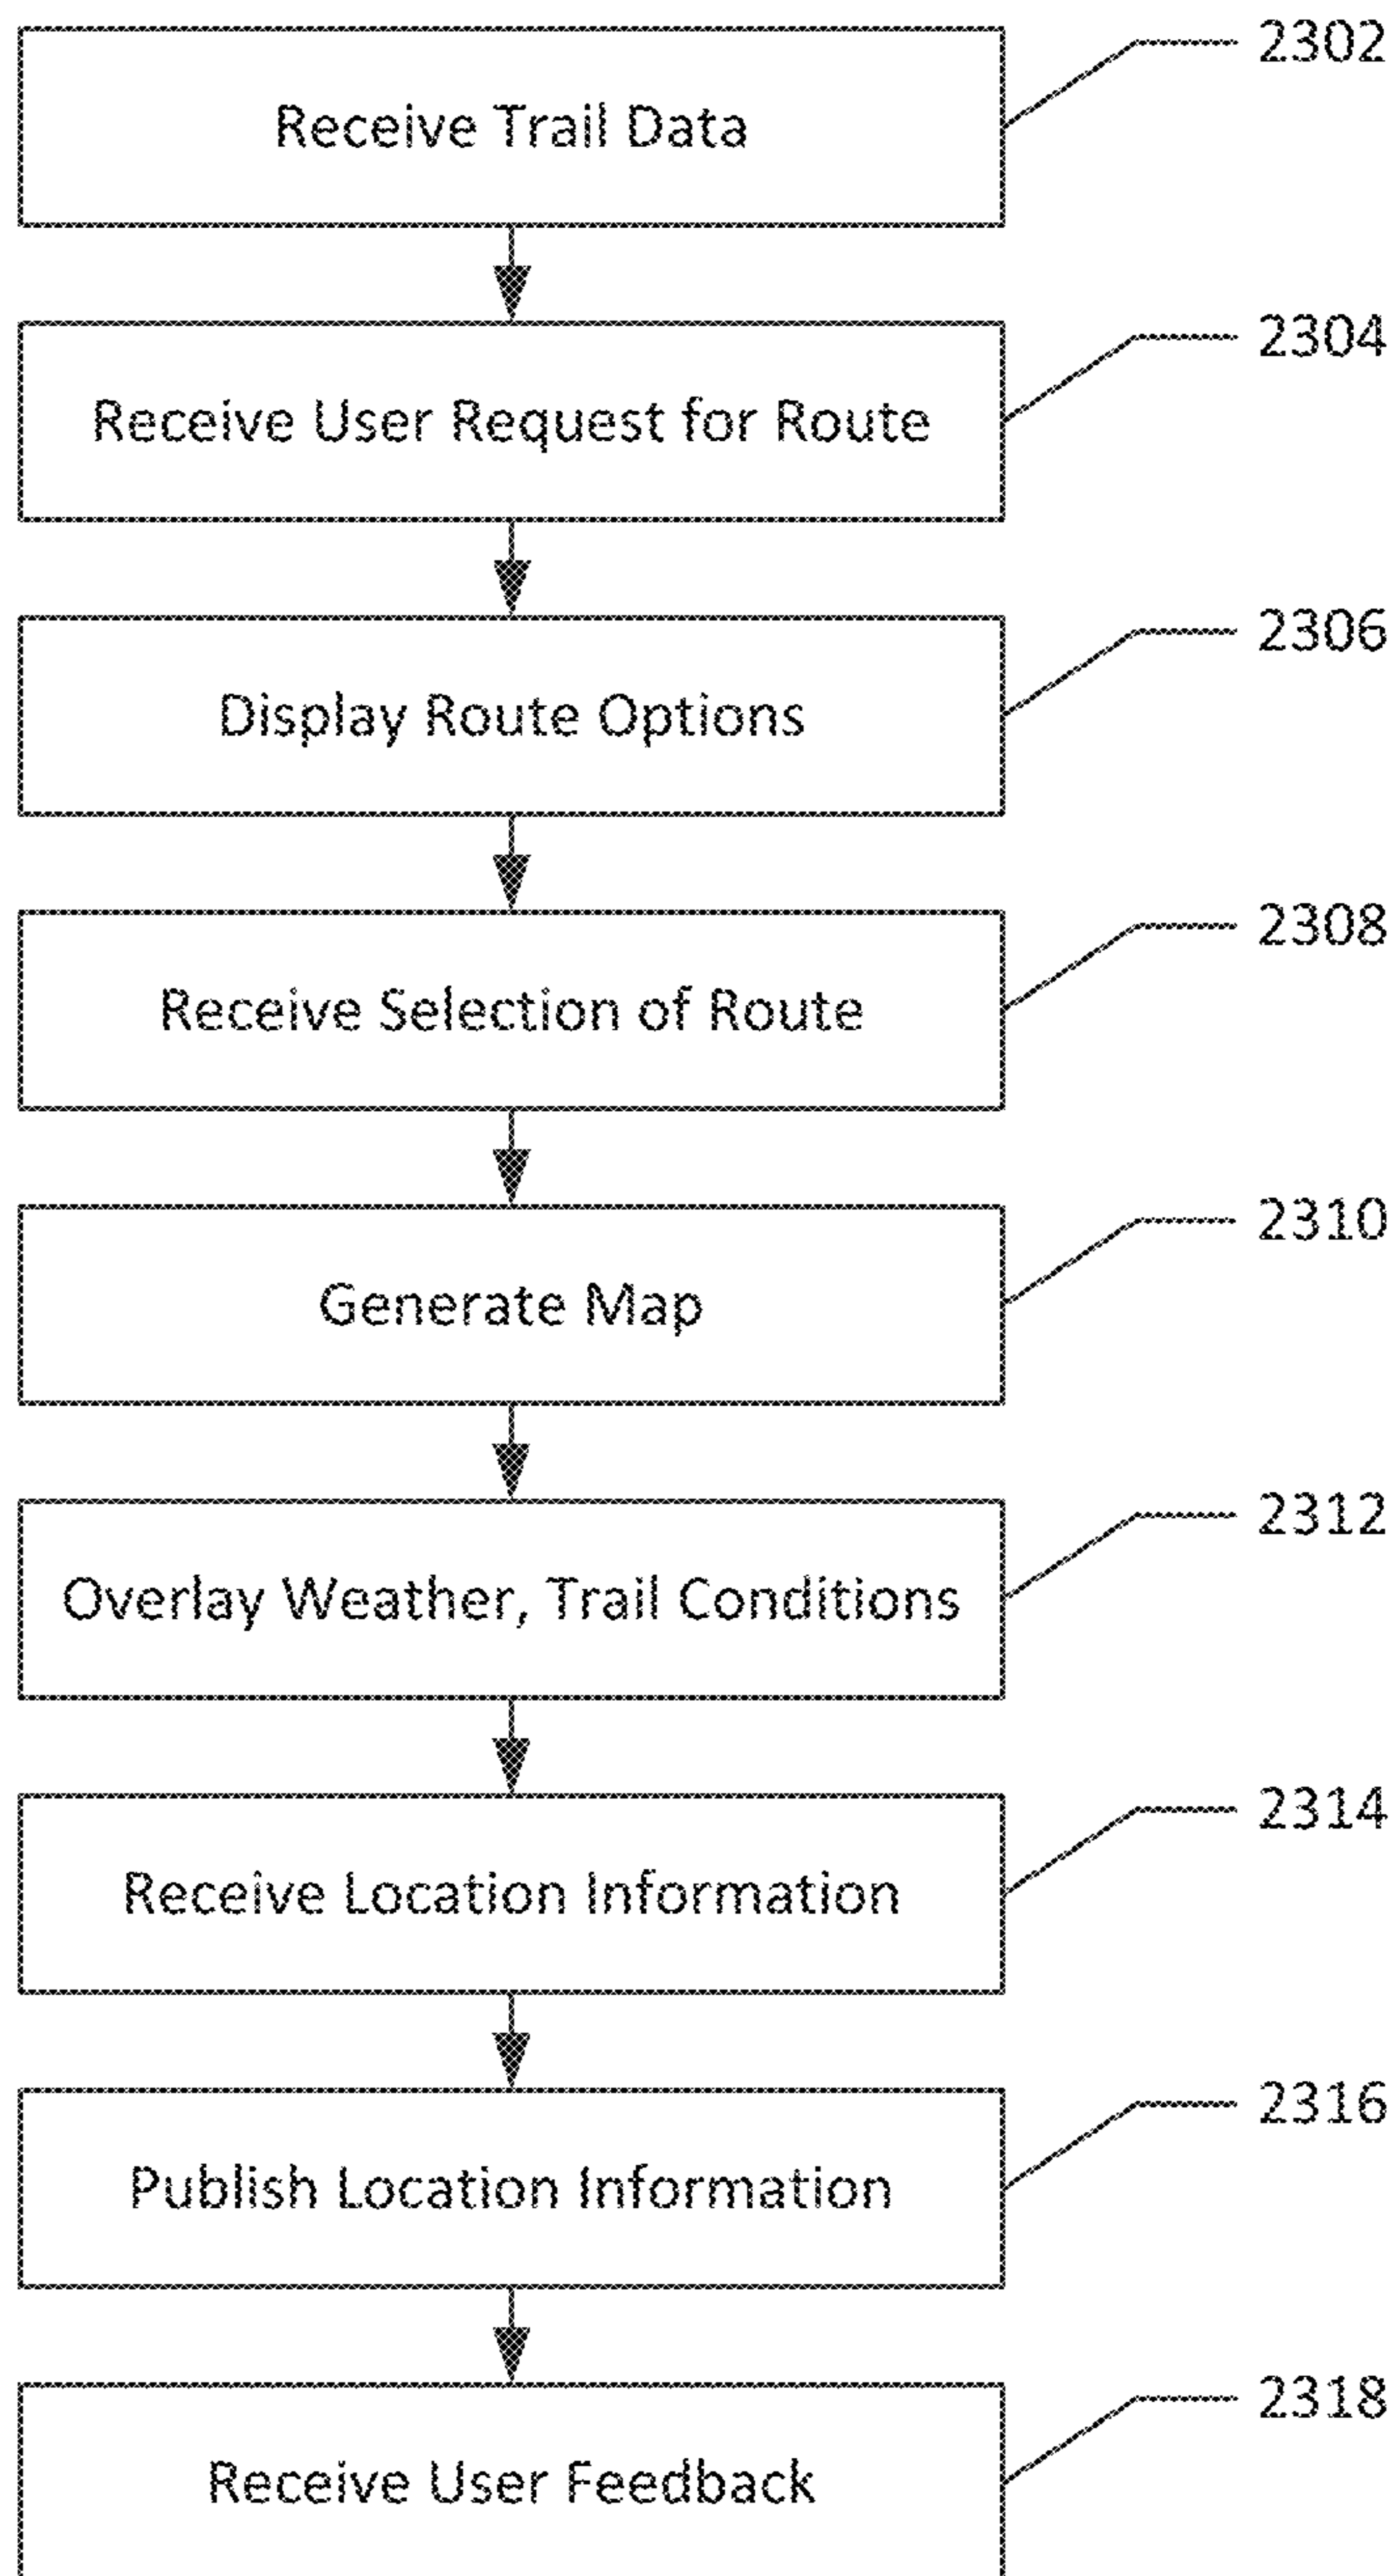 2302
Receive Trail Data
2304
Receive User Request for Route
2306
Display Route Options
2308
Receive Selection of Route
2310
Generate Map
2312
Overlay Weather, Trail Conditions
2314
Receive Location Information
2316
Publish Location Information
2318
Receive User Feedback